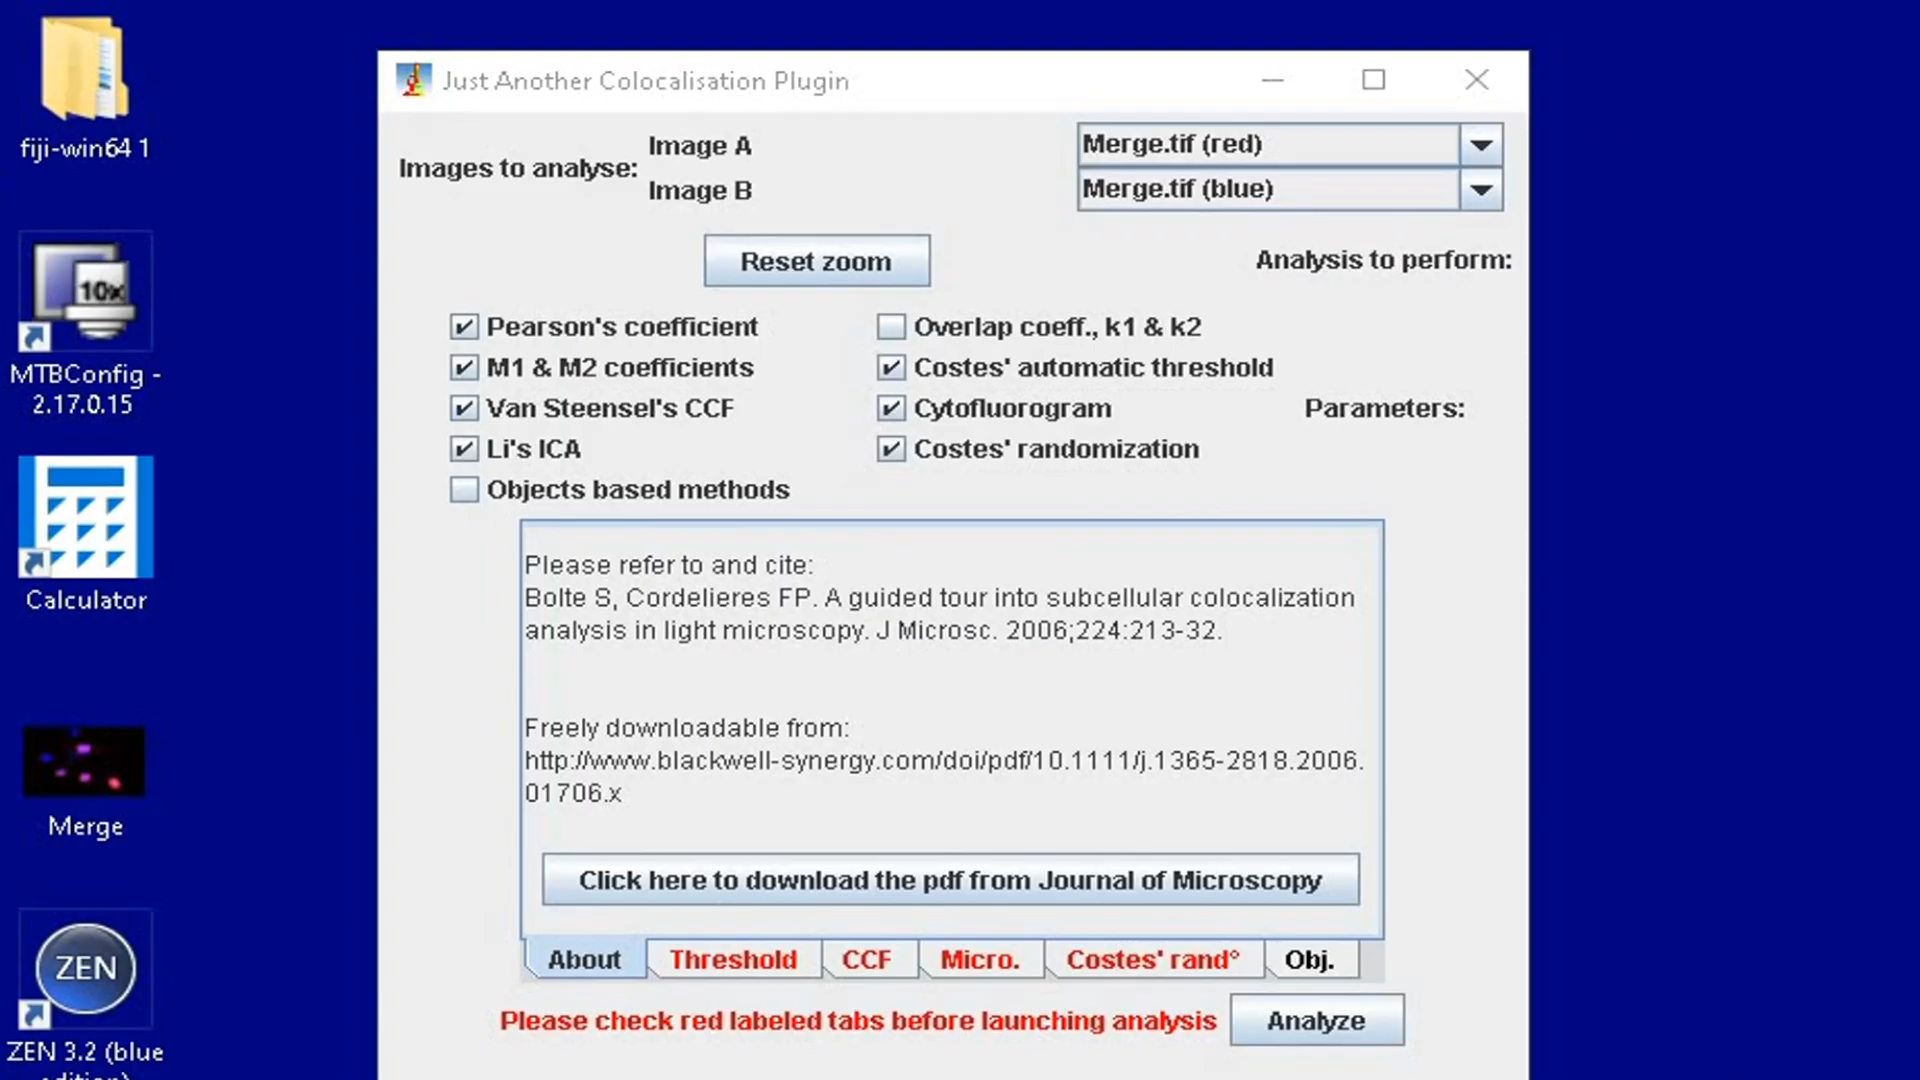 fiji-win64 1
MTBConfig -
2.17.0.15
Calculator
Merge
ZEN
ZEN 3.2 (blue
edition)
10x
Just Another Colocalisation Plugin
Images to analyse:
Image A
Merge.tif (red)
Image B
Merge.tif (blue)
Reset zoom
Analysis to perform:
Pearson's coefficient
Overlap coeff., k1 & k2
M1 & M2 coefficients
Costes' automatic threshold
Van Steensel's CCF
Cytofluorogram
Parameters:
Li's ICA
Costes' randomization
Objects based methods
Please refer to and cite:
Bolte S, Cordelieres FP. A guided tour into subcellular colocalization
analysis in light microscopy. J Microsc. 2006;224:213-32.
Freely downloadable from:
http://www.blackwell-synergy.com/doi/pdf/10.1111/j.1365-2818.2006.
01706.x
Click here to download the pdf from Journal of Microscopy
About
Threshold
CCF
Micro.
Costes' rand°
Obj.
Please check red labeled tabs before launching analysis
Analyze